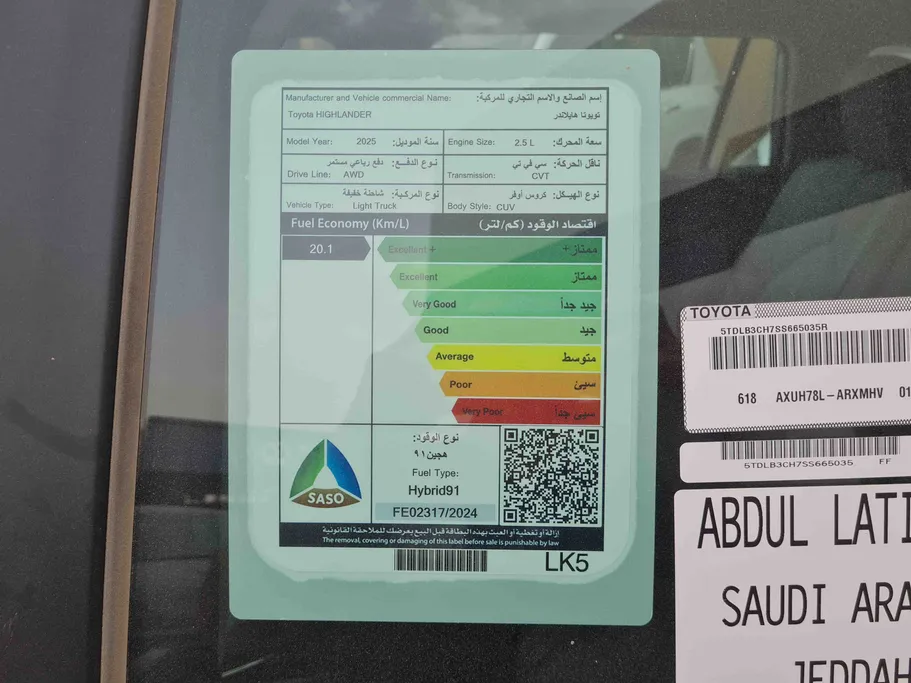 Manufacturer and Vehicle commercial Name: إسم الصانع والاسم التجاري للمركبة:
Toyota HIGHLANDER تويوتا هايلاندر
Model Year: 2025 سنة الموديل:
Engine Size: 2.5 L سعة المحرك:
نوع الدفع: دفع رباعي مستمر
Drive Line: AWD
ناقل الحركة: سي في تي
Transmission: CVT
نوع المركبة: شاحنة خفيفة
Vehicle Type: Light Truck
نوع الهيكل: كروس أوفر
Body Style: CUV
Fuel Economy (Km/L) اقتصاد الوقود (كم/لتر)
20.1
Excellent + ممتاز+
Excellent ممتاز
Very Good جيد جداً
Good جيد
Average متوسط
Poor سيئ
Very Poor سيئ جداً
SASO
نوع الوقود:
هجين٩١
Fuel Type:
Hybrid91
FE02317/2024
إزالة أو تغطية أو العبث بهذه البطاقة قبل البيع يعرضك للملاحقة القانونية
The removal, covering or damaging of this label before sale is punishable by law
LK5
TOYOTA
5TDLB3CH7SS665035R
618 AXUH78L-ARXMHV 01
5TDLB3CH7SS665035 FF
ABDUL LATI
SAUDI ARA
JEDDAH